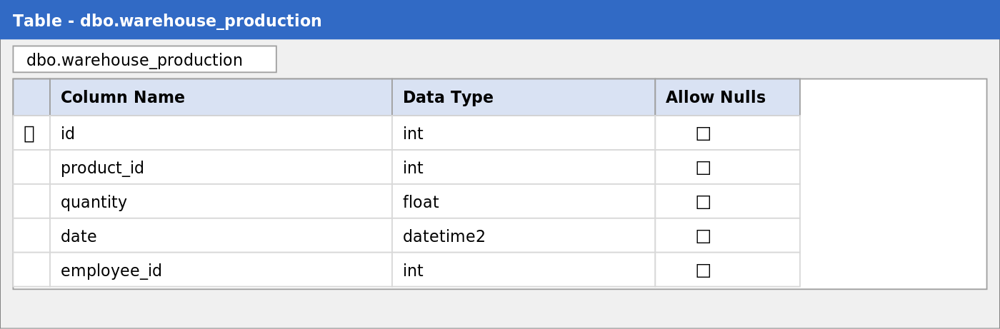 Table - dbo.warehouse_production
dbo.warehouse_production
Column Name Data Type Allow Nulls
id int ☐
product_id int ☐
quantity float ☐
date datetime2 ☐
employee_id int ☐